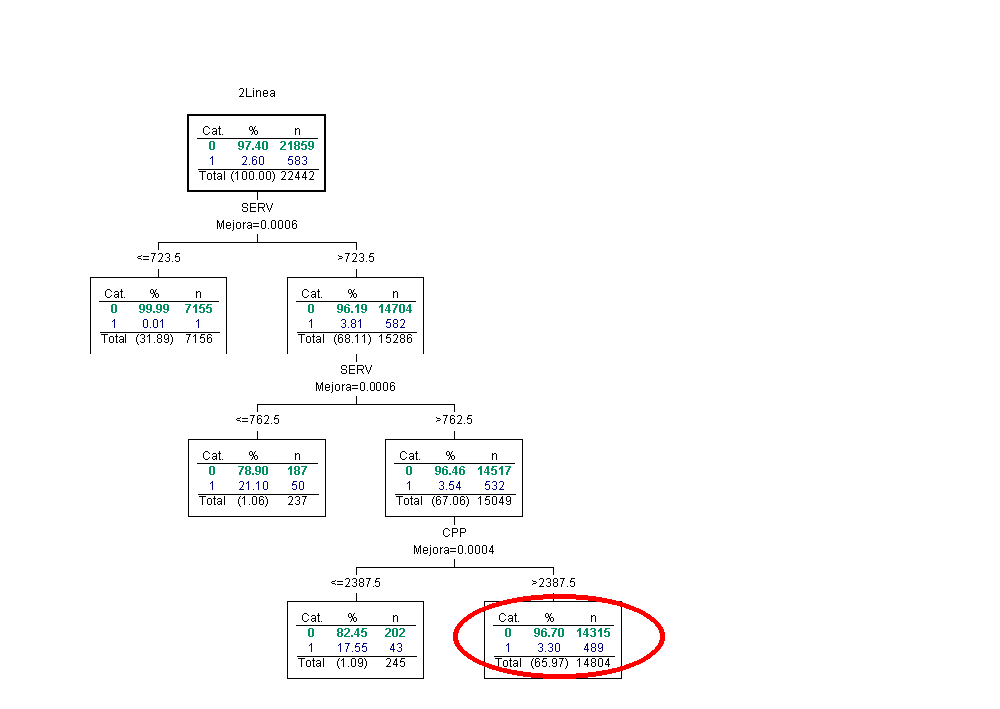 2Linea
Cat. % n
0 97.40 21859
1 2.60 583
Total (100.00) 22442
SERV
Mejora=0.0006
<=723.5 >723.5
Cat. % n Cat. % n
0 99.99 7155 0 96.19 14704
1 0.01 1 1 3.81 582
Total (31.89) 7156 Total (68.11) 15286
SERV
Mejora=0.0006
<=762.5 >762.5
Cat. % n Cat. % n
0 78.90 187 0 96.46 14517
1 21.10 50 1 3.54 532
Total (1.06) 237 Total (67.06) 15049
CPP
Mejora=0.0004
<=2387.5 >2387.5
Cat. % n Cat. % n
0 82.45 202 0 96.70 14315
1 17.55 43 1 3.30 489
Total (1.09) 245 Total (65.97) 14804